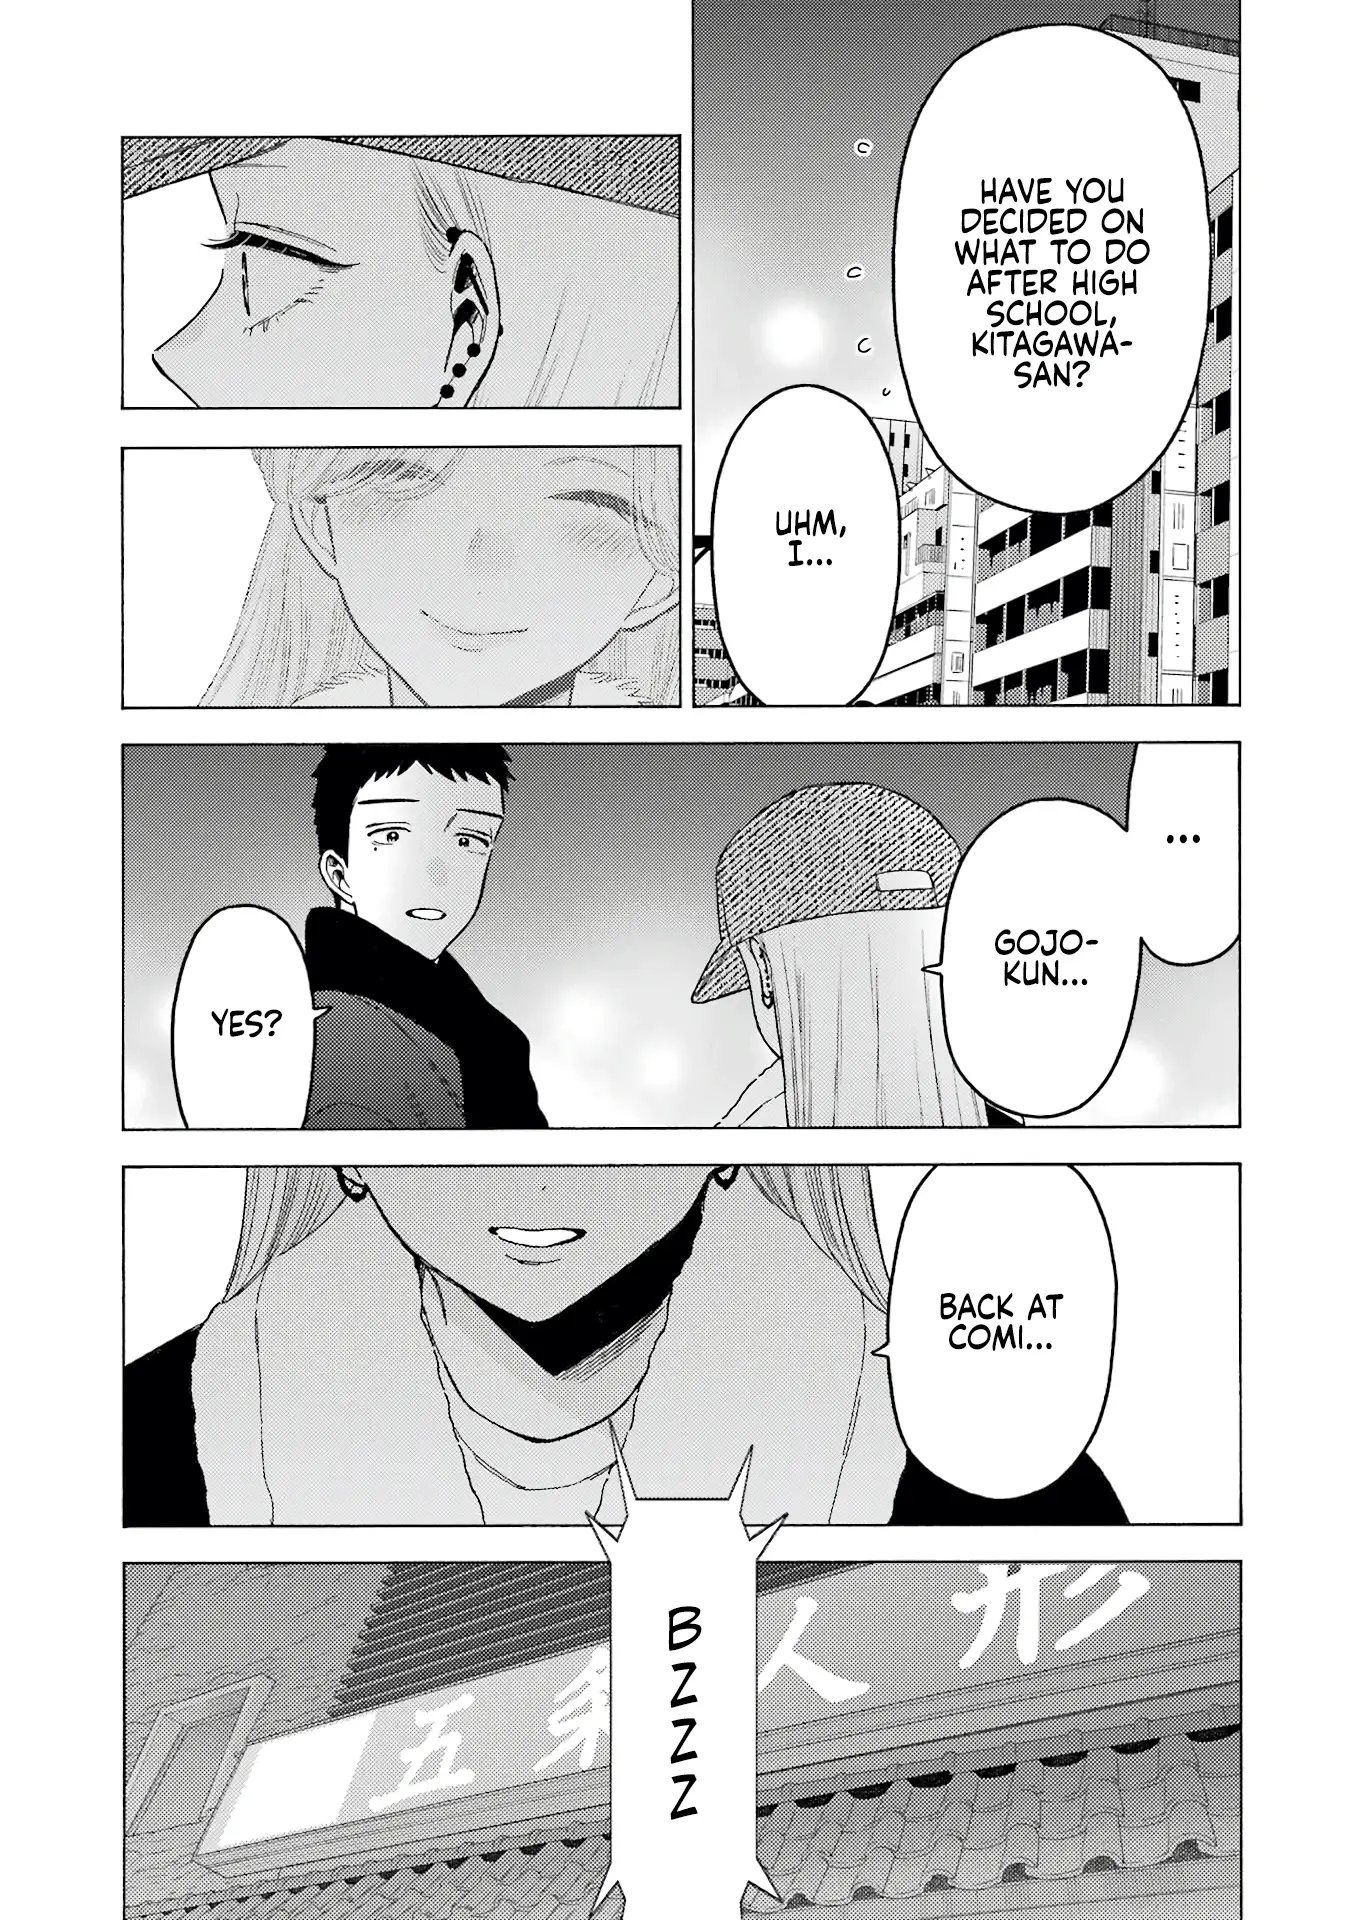 HAVE YOU
DECIDED ON
WHAT TO DO
AFTER HIGH
SCHOOL,
KITAGAWA-
SAN?
UHM,
I...
...
GOJO-
KUN...
YES?
BACK AT
COMI...
BZZZ
五
人
形